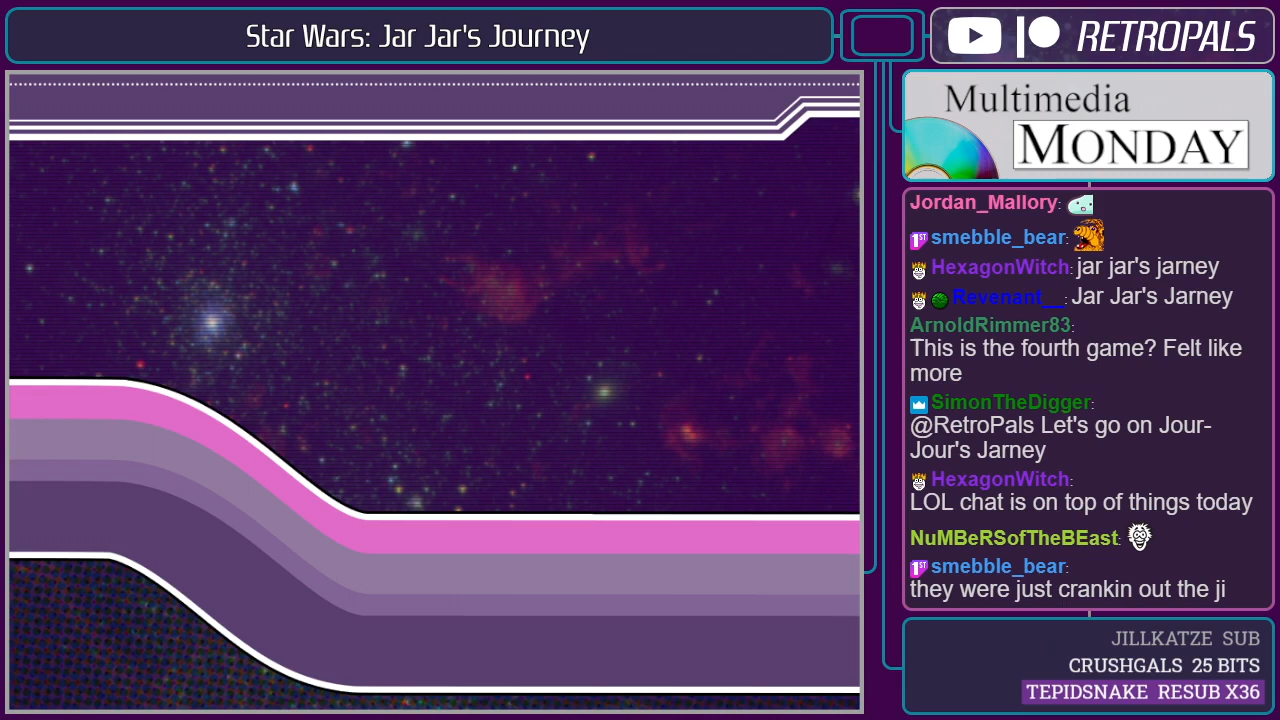 Star Wars: Jar Jar's Journey
RETROPALS
Multimedia
MONDAY
Jordan_Mallory:
1ST smebble_bear:
HexagonWitch: jar jar's jarney
Revenant__: Jar Jar's Jarney
ArnoldRimmer83:
This is the fourth game? Felt like
more
SimonTheDigger:
@RetroPals Let's go on Jour-
Jour's Jarney
HexagonWitch:
LOL chat is on top of things today
NuMBeRSofTheBEast:
1ST smebble_bear:
they were just crankin out the ji
JILLKATZE SUB
CRUSHGALS 25 BITS
TEPIDSNAKE RESUB X36